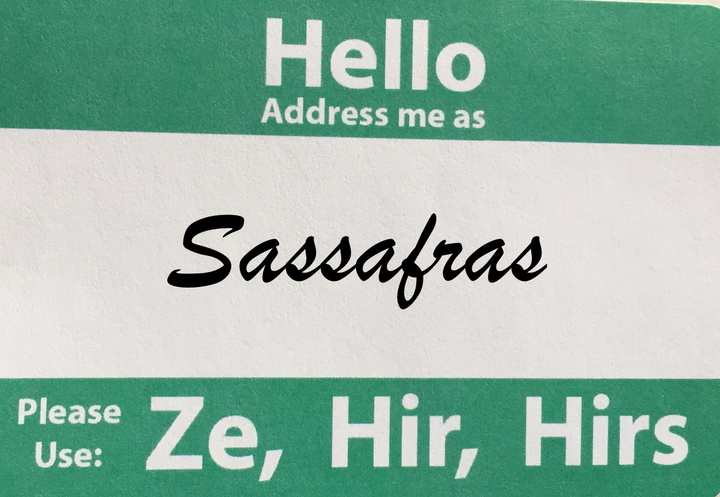 Hello
Address me as
Sassafras
Please Use: Ze, Hir, Hirs